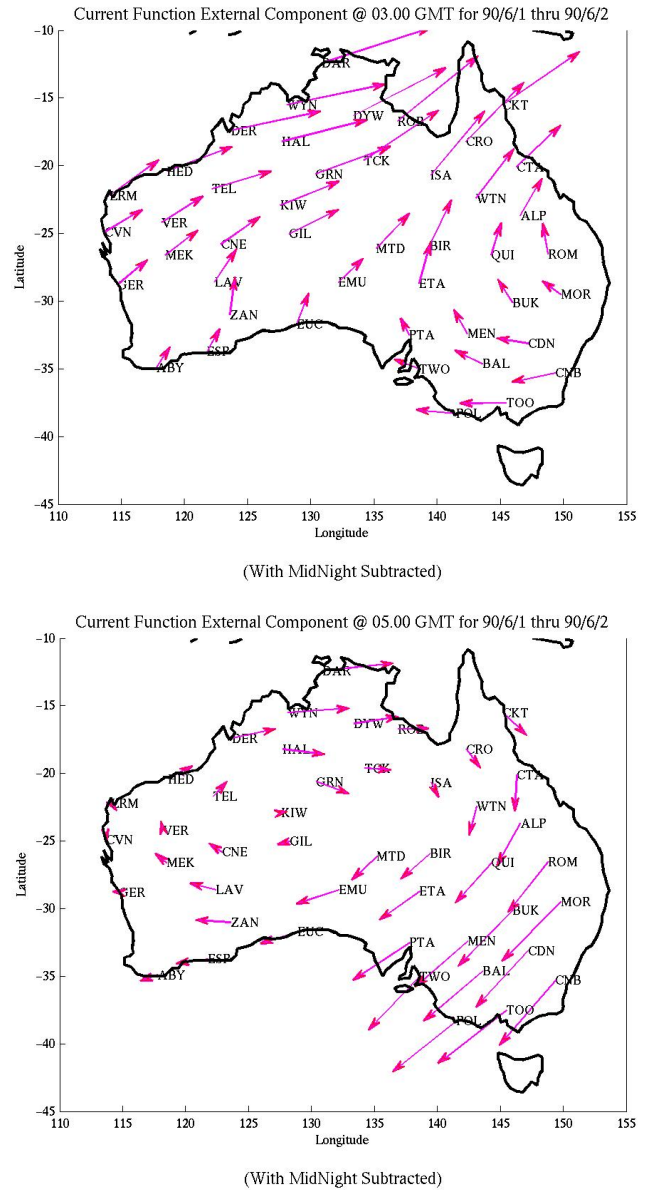 Current Function External Component @ 03.00 GMT for 90/6/1 thru 90/6/2
-10
DAR
WYN
-15
DYW
ROB
CKT
DER
HAL
CRO
-20
HED
GRN
TCK
ISA
CTA
LRM
TEL
KIW
WTN
VER
ALP
CVN
-25
CNE
GIL
MEK
MTD
BIR
QUI
ROM
GER
LAV
EMU
ETA
-30
BUK
MOR
ZAN
EUC
PTA
MEN
CDN
ESP
-35
ABY
TWO
BAL
CNB
TOO
POL
-40
-45
Latitude
110 115 120 125 130 135 140 145 150 155
Longitude
(With MidNight Subtracted)
Current Function External Component @ 05.00 GMT for 90/6/1 thru 90/6/2
-10
DAR
-15
WYN
DYW
ROB
CKT
DER
HAL
CRO
-20
HED
TCK
GRN
ISA
CTA
TEL
LRM
KIW
WTN
VER
ALP
-25
CVN
GIL
CNE
MTD
BIR
MEK
QUI
ROM
GER
LAV
EMU
ETA
MOR
-30
BUK
ZAN
EUC
PTA
MEN
CDN
ESP
-35
ABY
TWO
BAL
CNB
TOO
POL
-40
-45
Latitude
110 115 120 125 130 135 140 145 150 155
Longitude
(With MidNight Subtracted)